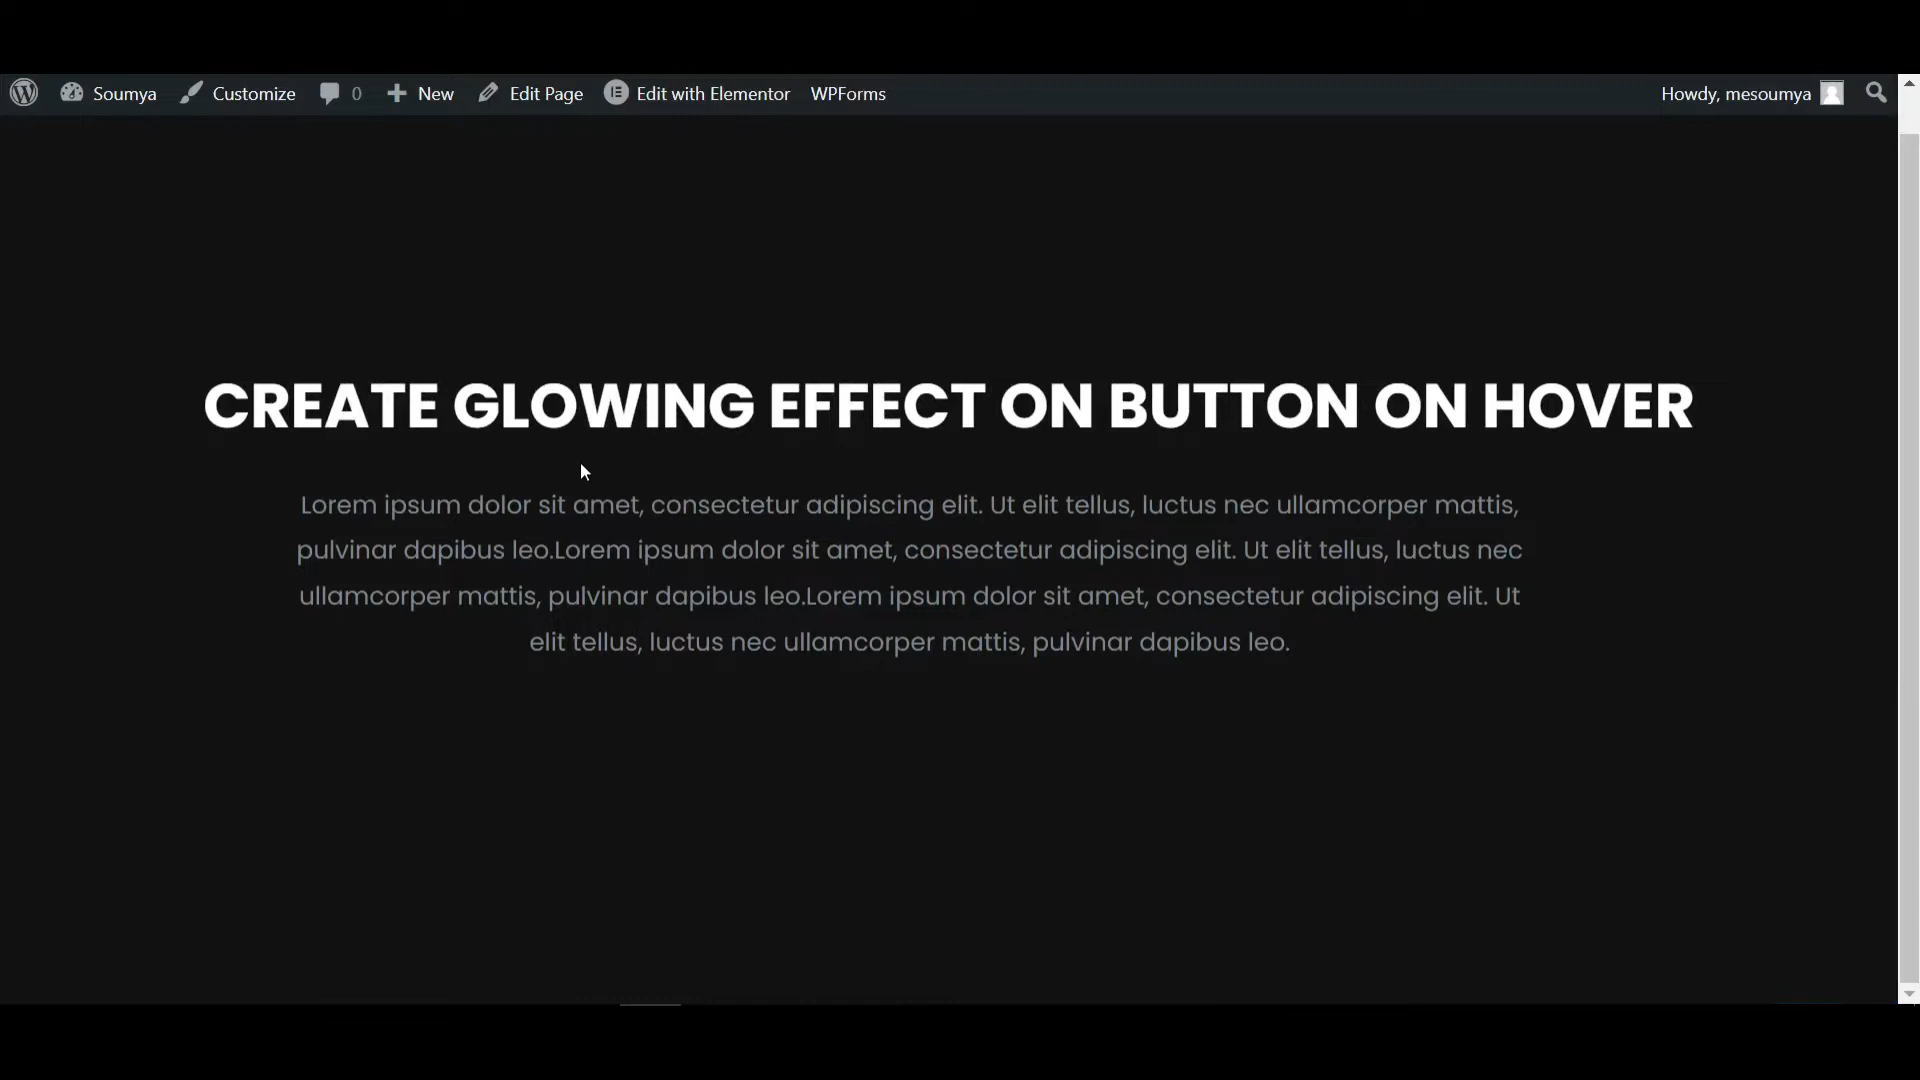 Soumya Customize 0 New Edit Page Edit with Elementor WPForms Howdy, mesoumya
CREATE GLOWING EFFECT ON BUTTON ON HOVER
Lorem ipsum dolor sit amet, consectetur adipiscing elit. Ut elit tellus, luctus nec ullamcorper mattis,
pulvinar dapibus leo.Lorem ipsum dolor sit amet, consectetur adipiscing elit. Ut elit tellus, luctus nec
ullamcorper mattis, pulvinar dapibus leo.Lorem ipsum dolor sit amet, consectetur adipiscing elit. Ut
elit tellus, luctus nec ullamcorper mattis, pulvinar dapibus leo.